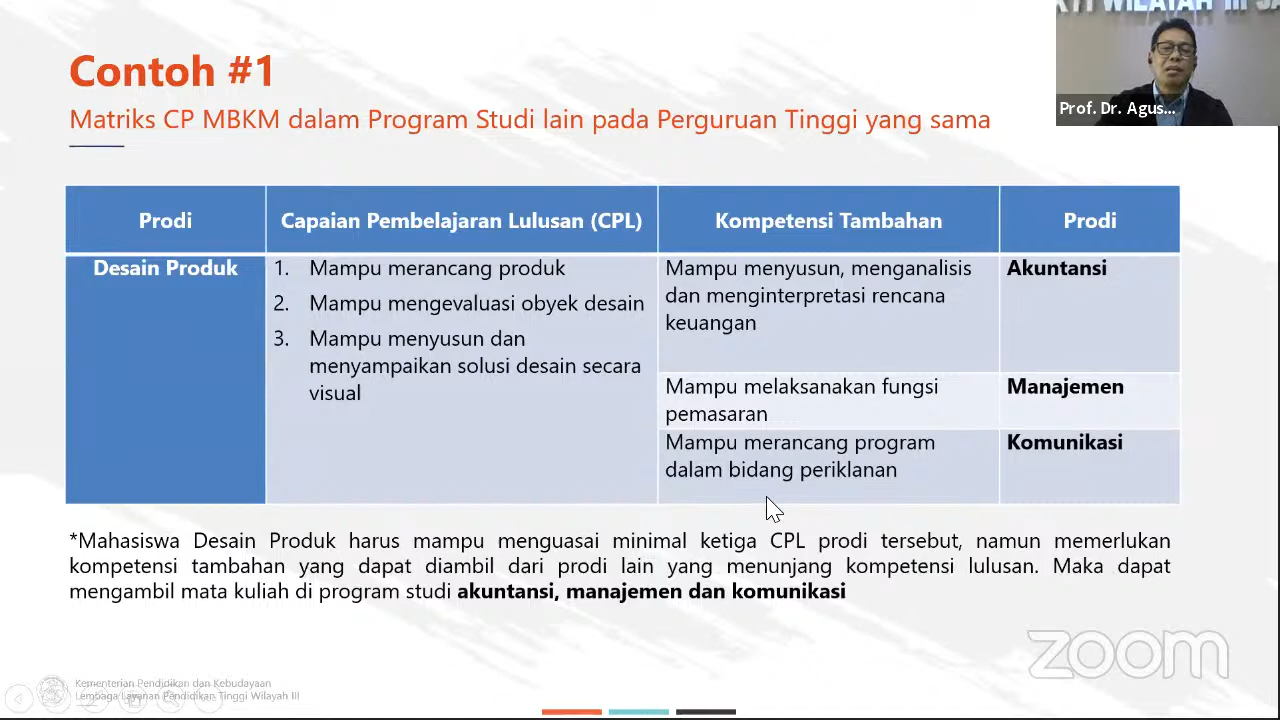 Contoh #1
Matriks CP MBKM dalam Program Studi lain pada Perguruan Tinggi yang sama
Prof. Dr. Agus...
Prodi
Capaian Pembelajaran Lulusan (CPL)
Kompetensi Tambahan
Prodi
Desain Produk
1. Mampu merancang produk
2. Mampu mengevaluasi obyek desain
3. Mampu menyusun dan
menyampaikan solusi desain secara
visual
Mampu menyusun, menganalisis
dan menginterpretasi rencana
keuangan
Akuntansi
Mampu melaksanakan fungsi
pemasaran
Manajemen
Mampu merancang program
dalam bidang periklanan
Komunikasi
*Mahasiswa Desain Produk harus mampu menguasai minimal ketiga CPL prodi tersebut, namun memerlukan
kompetensi tambahan yang dapat diambil dari prodi lain yang menunjang kompetensi lulusan. Maka dapat
mengambil mata kuliah di program studi akuntansi, manajemen dan komunikasi
zoom
Kementerian Pendidikan dan Kebudayaan
Lembaga Layanan Pendidikan Tinggi Wilayah III